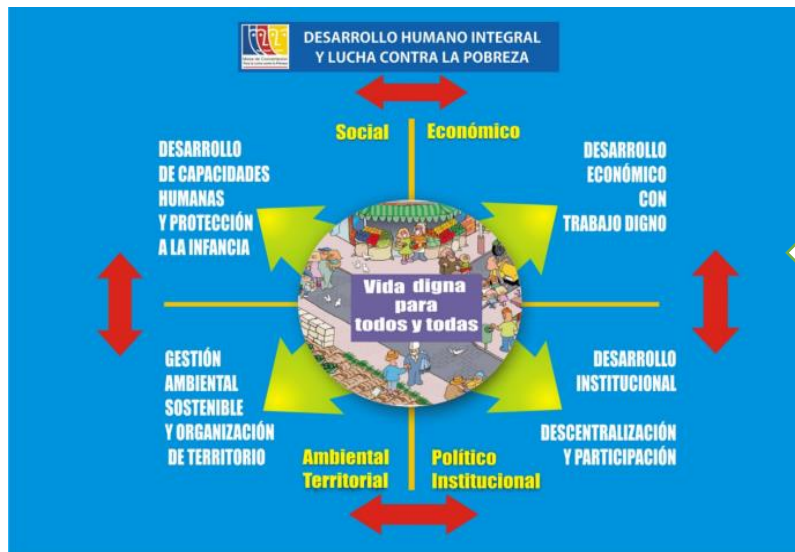 DESARROLLO HUMANO INTEGRAL
Y LUCHA CONTRA LA POBREZA
Social
Económico
DESARROLLO
DE CAPACIDADES
HUMANAS
Y PROTECCIÓN
A LA INFANCIA
DESARROLLO
ECONÓMICO
CON
TRABAJO DIGNO
Vida digna
para
todos y todas
GESTIÓN
AMBIENTAL
SOSTENIBLE
Y ORGANIZACIÓN
DE TERRITORIO
DESARROLLO
INSTITUCIONAL
DESCENTRALIZACIÓN
Y PARTICIPACIÓN
Ambiental
Territorial
Político
Institucional